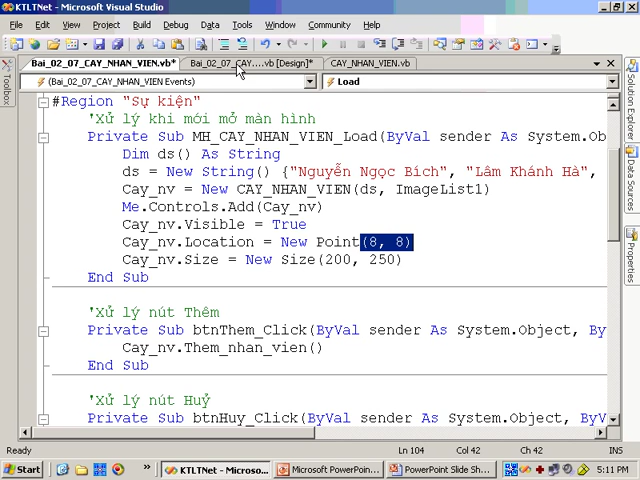 KTLTNet - Microsoft Visual Studio
File Edit View Project Build Debug Data Tools Window Community Help
Bai_02_07_CAY_NHAN_VIEN.vb* Bai_02_07_CAY....vb [Design]* CAY_NHAN_VIEN.vb
(Bai_02_07_CAY_NHAN_VIEN Events) Load
#Region "Sự kiện"
'Xử lý khi mới mở màn hình
Private Sub MH_CAY_NHAN_VIEN_Load(ByVal sender As System.Ob
Dim ds() As String
ds = New String() {"Nguyễn Ngọc Bích", "Lâm Khánh Hà",
Cay_nv = New CAY_NHAN_VIEN(ds, ImageList1)
Me.Controls.Add(Cay_nv)
Cay_nv.Visible = True
Cay_nv.Location = New Point(8, 8)
Cay_nv.Size = New Size(200, 250)
End Sub
'Xử lý nút Thêm
Private Sub btnThem_Click(ByVal sender As System.Object, By
Cay_nv.Them_nhan_vien()
End Sub
'Xử lý nút Huỷ
Private Sub btnHuy_Click(ByVal sender As System.Object, ByV
Toolbox
Solution Explorer
Data Sources
Properties
Ready Ln 104 Col 42 Ch 42 INS
Start KTLTNet - Microso... Microsoft PowerPoin... PowerPoint Slide Sh... 5:11 PM